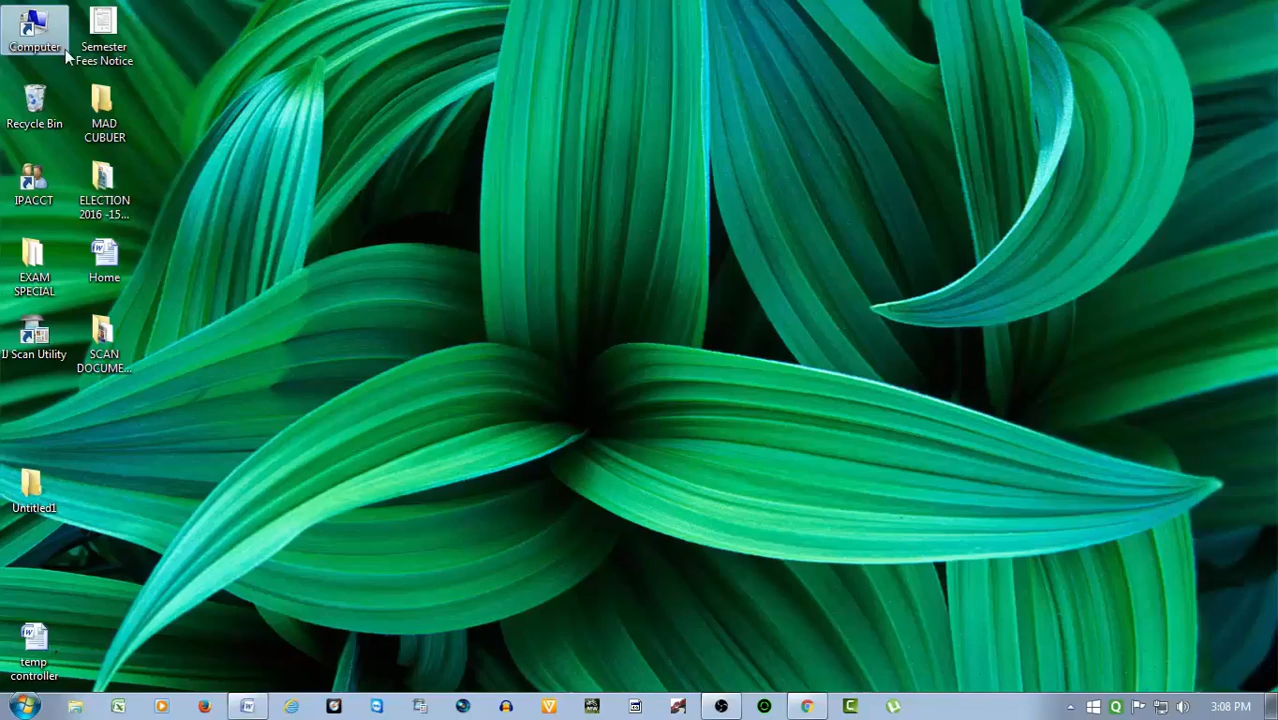 Computer
Semester
Fees Notice
Recycle Bin
MAD
CUBUER
IPACCT
ELECTION
2016 -15...
EXAM
SPECIAL
Home
IJ Scan Utility
SCAN
DOCUME...
Untitled1
temp
controller
3:08 PM